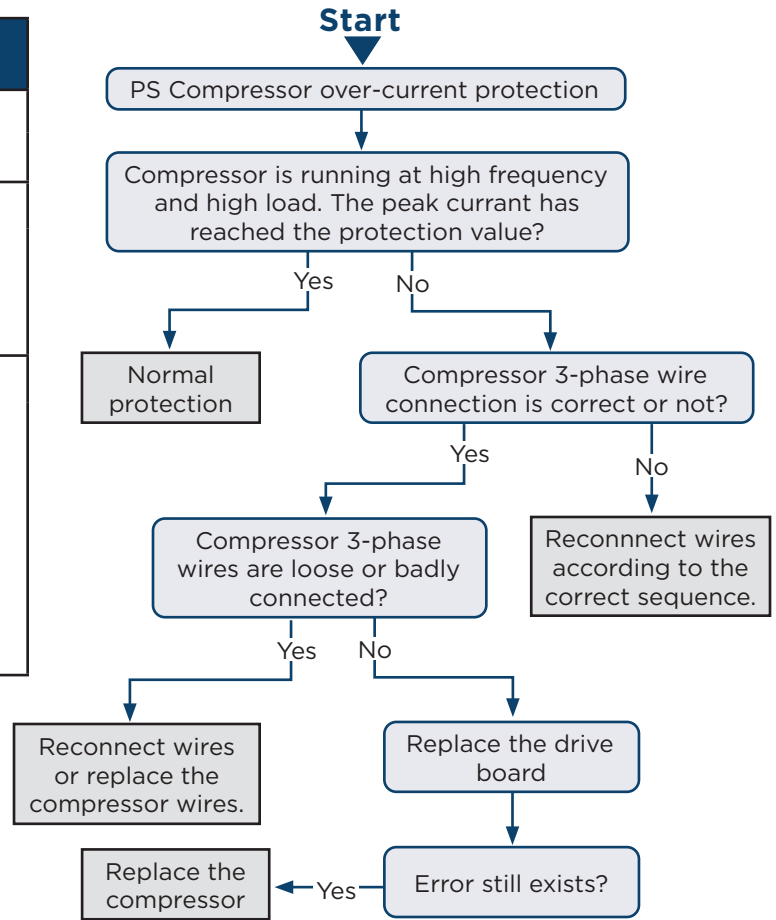 Start
PS Compressor over-current protection
Compressor is running at high frequency
and high load. The peak currant has
reached the protection value?
Yes
No
Normal
protection
Compressor 3-phase wire
connection is correct or not?
Yes
No
Compressor 3-phase
wires are loose or badly
connected?
Reconnnect wires
according to the
correct sequence.
Yes
No
Reconnect wires
or replace the
compressor wires.
Replace the drive
board
Replace the
compressor
Yes
Error still exists?